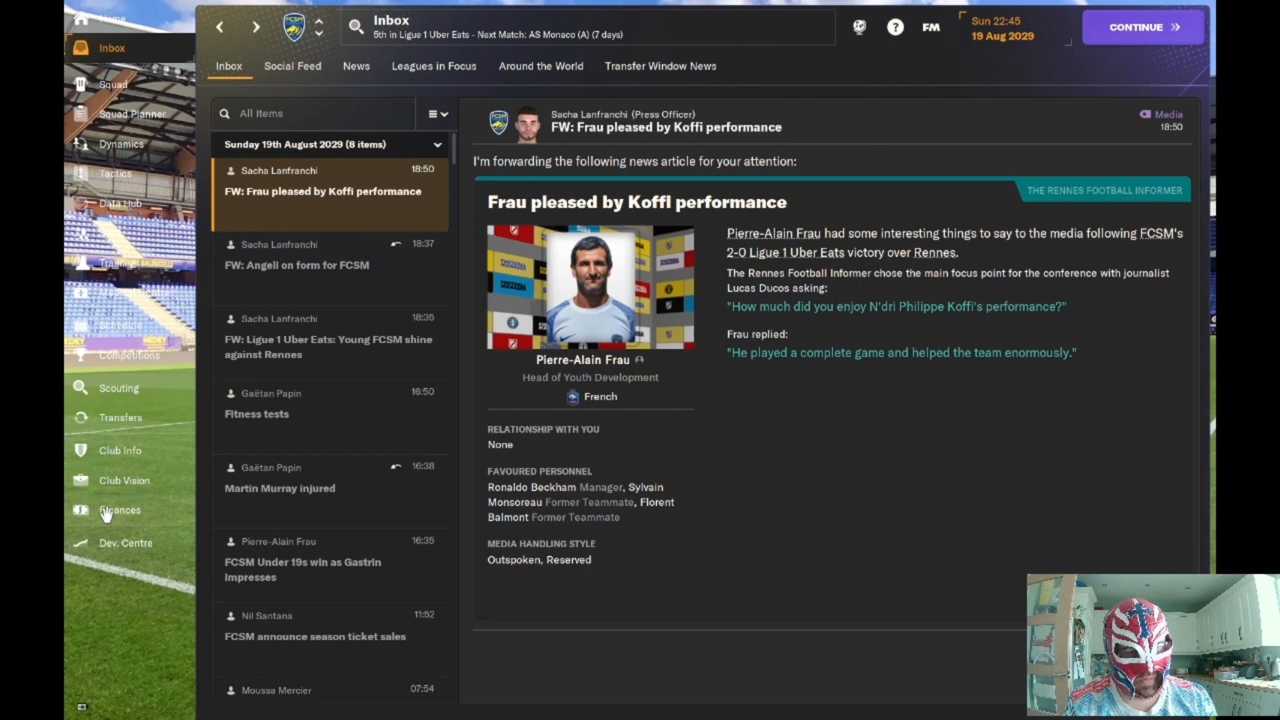 Home
Inbox
Squad
Squad Planner
Dynamics
Tactics
Data Hub
Schedule
Competitions
Scouting
Transfers
Club Info
Club Vision
Finances
Dev. Centre
FCSM
Inbox
5th in Ligue 1 Uber Eats - Next Match: AS Monaco (A) (7 days)
?
FM
Sun 22:45
19 Aug 2029
CONTINUE
Inbox
Social Feed
News
Leagues in Focus
Around the World
Transfer Window News
All Items
Sunday 19th August 2029 (8 items)
Sacha Lanfranchi 18:50
FW: Frau pleased by Koffi performance
Sacha Lanfranchi 18:37
FW: Angeli on form for FCSM
Sacha Lanfranchi 18:35
FW: Ligue 1 Uber Eats: Young FCSM shine
against Rennes
Gaëtan Papin 16:50
Fitness tests
Gaëtan Papin 16:38
Martin Murray injured
Pierre-Alain Frau 16:35
FCSM Under 19s win as Gastrin
impresses
Nil Santana 11:52
FCSM announce season ticket sales
Moussa Mercier 07:54
Sacha Lanfranchi (Press Officer)
FW: Frau pleased by Koffi performance
Media
18:50
I'm forwarding the following news article for your attention:
THE RENNES FOOTBALL INFORMER
Frau pleased by Koffi performance
Pierre-Alain Frau
Head of Youth Development
French
RELATIONSHIP WITH YOU
None
FAVOURED PERSONNEL
Ronaldo Beckham Manager, Sylvain
Monsoreau Former Teammate, Florent
Balmont Former Teammate
MEDIA HANDLING STYLE
Outspoken, Reserved
Pierre-Alain Frau had some interesting things to say to the media following FCSM's
2-0 Ligue 1 Uber Eats victory over Rennes.
The Rennes Football Informer chose the main focus point for the conference with journalist
Lucas Ducos asking:
"How much did you enjoy N'dri Philippe Koffi's performance?"
Frau replied:
"He played a complete game and helped the team enormously."